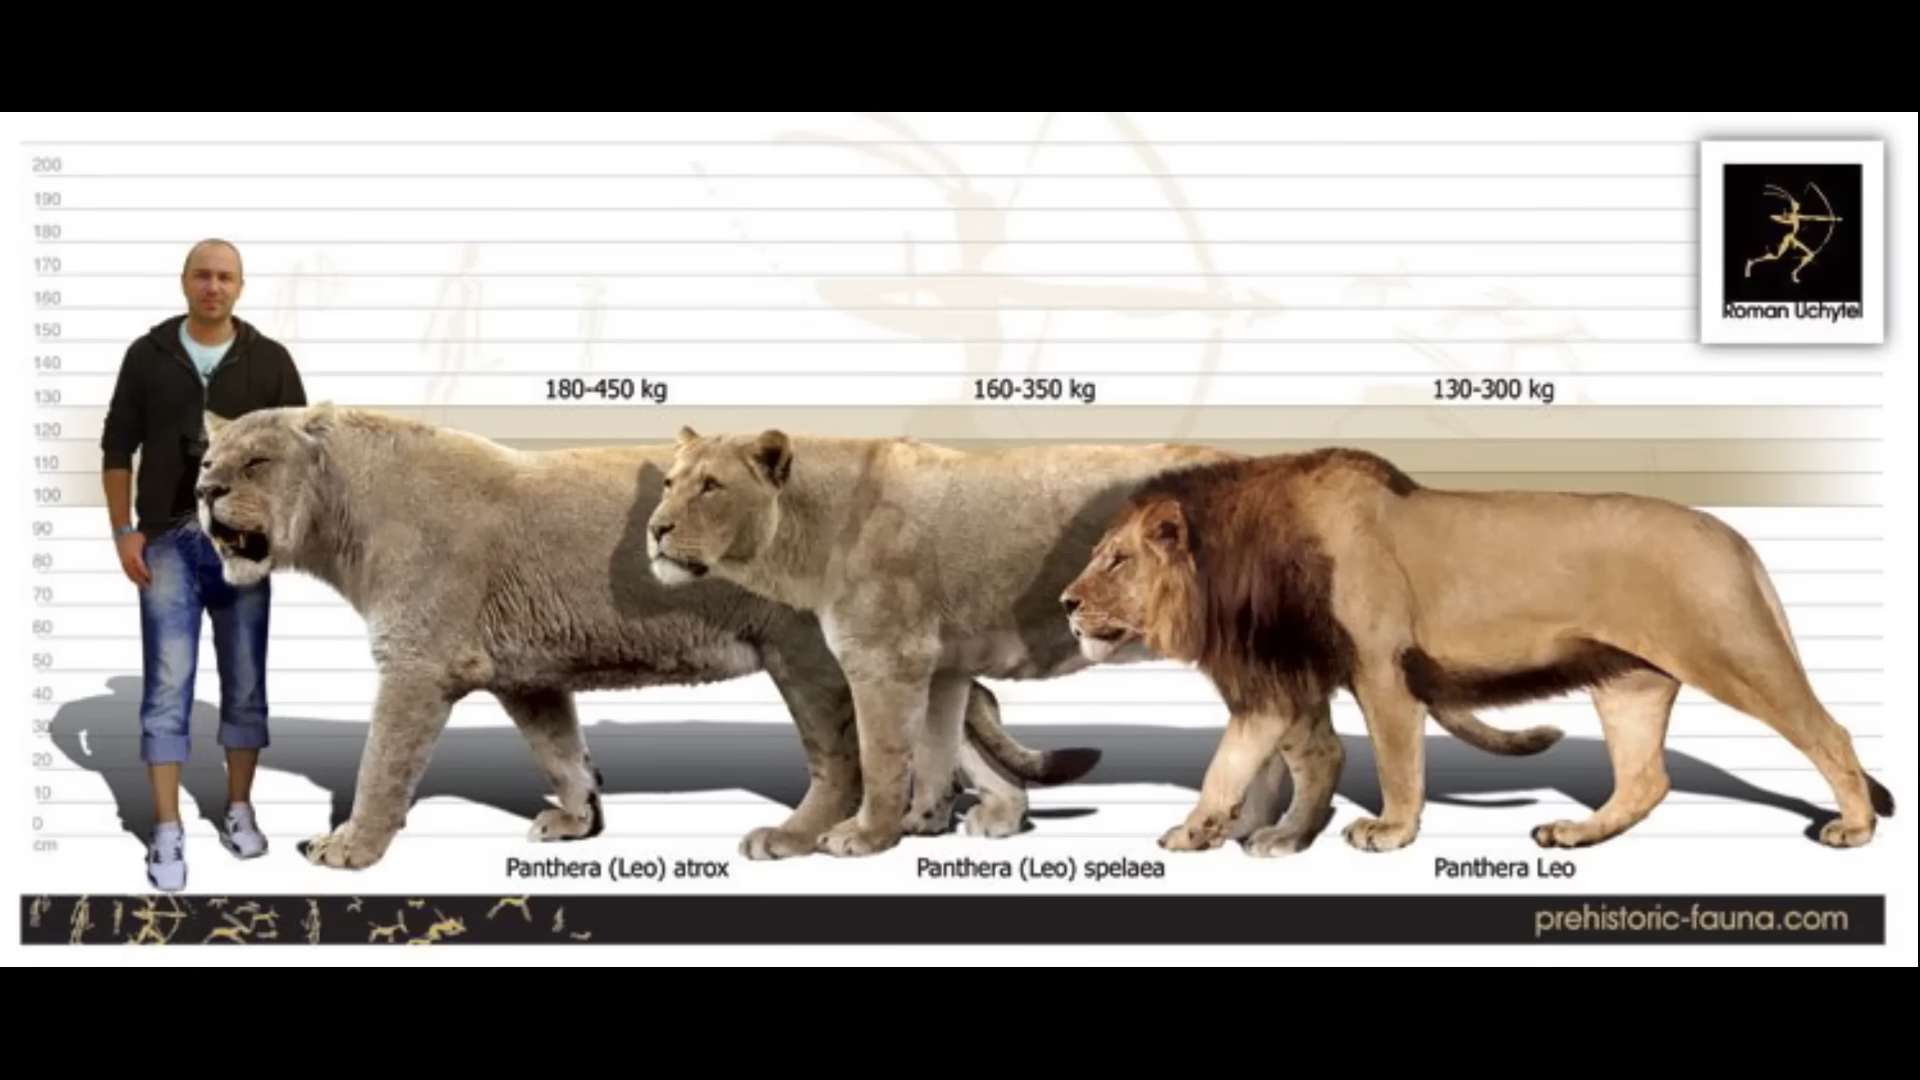 200
190
180
170
160
150
140
130
120
110
100
90
80
70
60
50
40
30
20
10
0
cm
180-450 kg
160-350 kg
130-300 kg
Roman Uchytel
Panthera (Leo) atrox
Panthera (Leo) spelaea
Panthera Leo
prehistoric-fauna.com